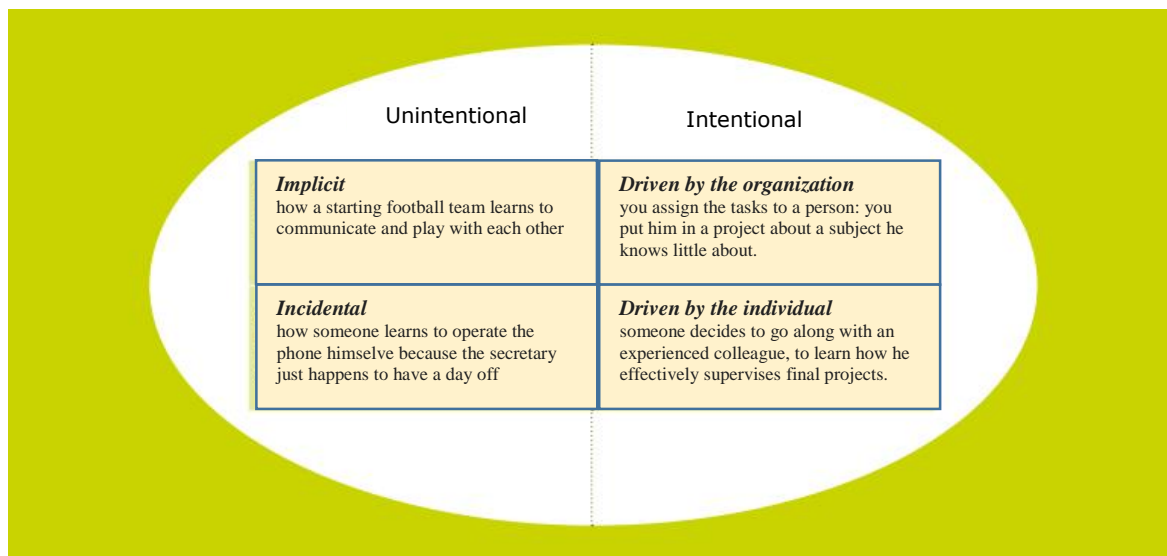 Unintentional
Intentional
Implicit
how a starting football team learns to
communicate and play with each other
Driven by the organization
you assign the tasks to a person: you
put him in a project about a subject he
knows little about.
Incidental
how someone learns to operate the
phone himselve because the secretary
just happens to have a day off
Driven by the individual
someone decides to go along with an
experienced colleague, to learn how he
effectively supervises final projects.